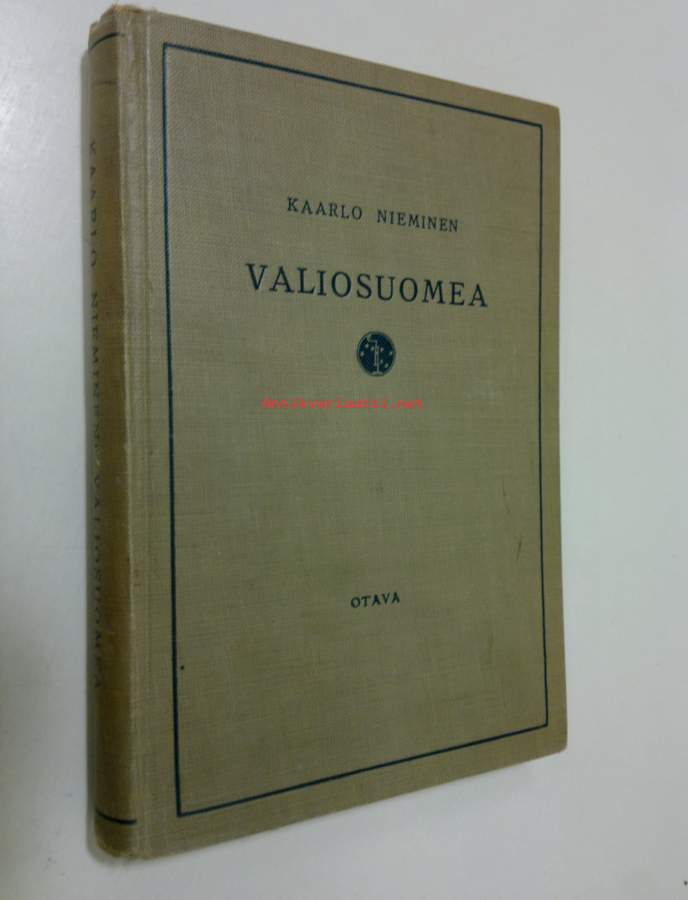 KAARLO NIEMINEN
VALIOSUOMEA
Antikvariaatti.net
OTAVA
KAARLO NIEMINEN VALIOSUOMEA